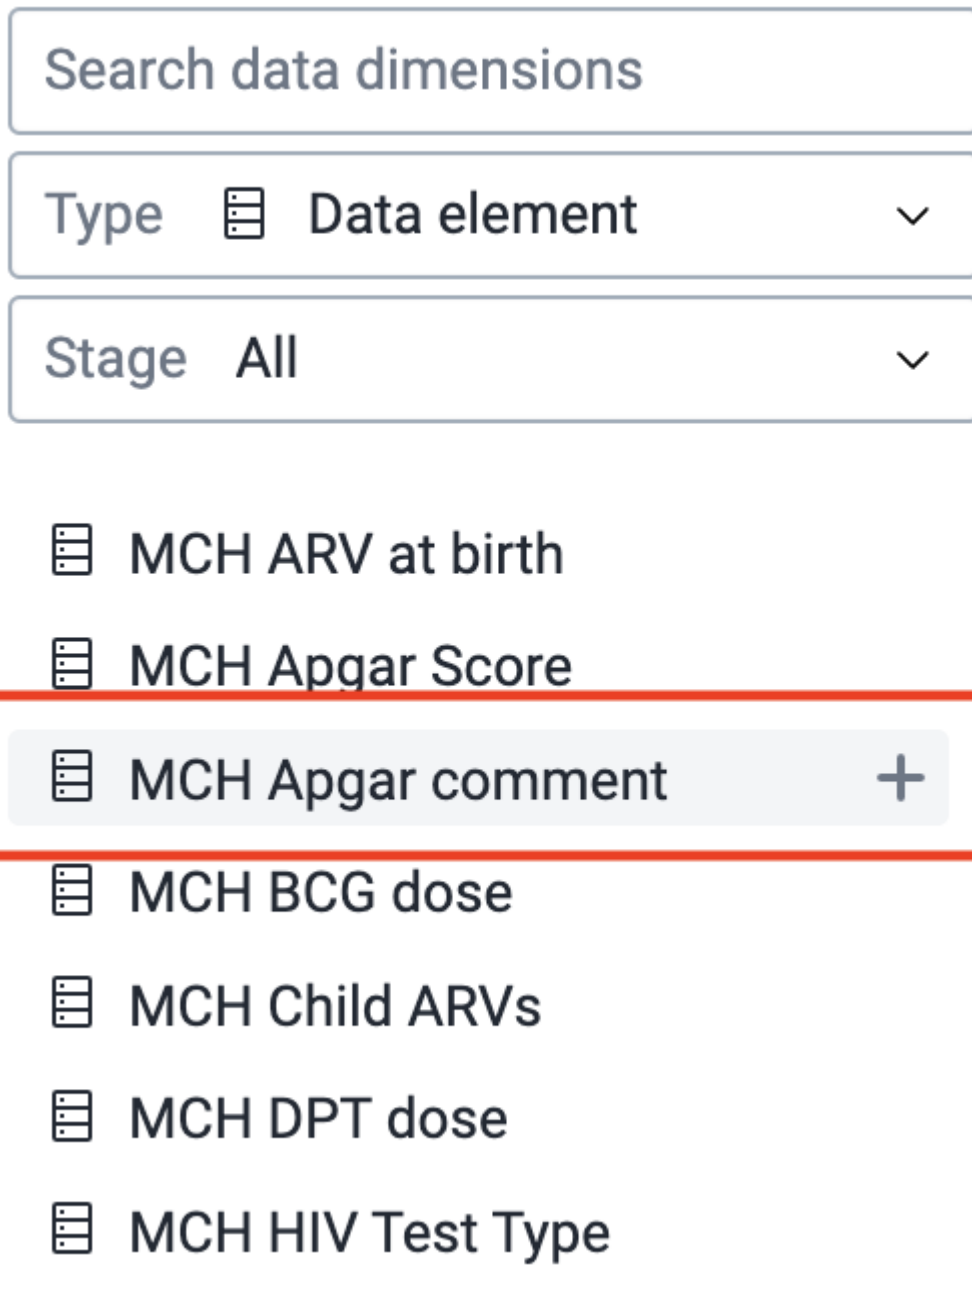 Search data dimensions
Type Data element
Stage All
MCH ARV at birth
MCH Apgar Score
MCH Apgar comment
MCH BCG dose
MCH Child ARVs
MCH DPT dose
MCH HIV Test Type